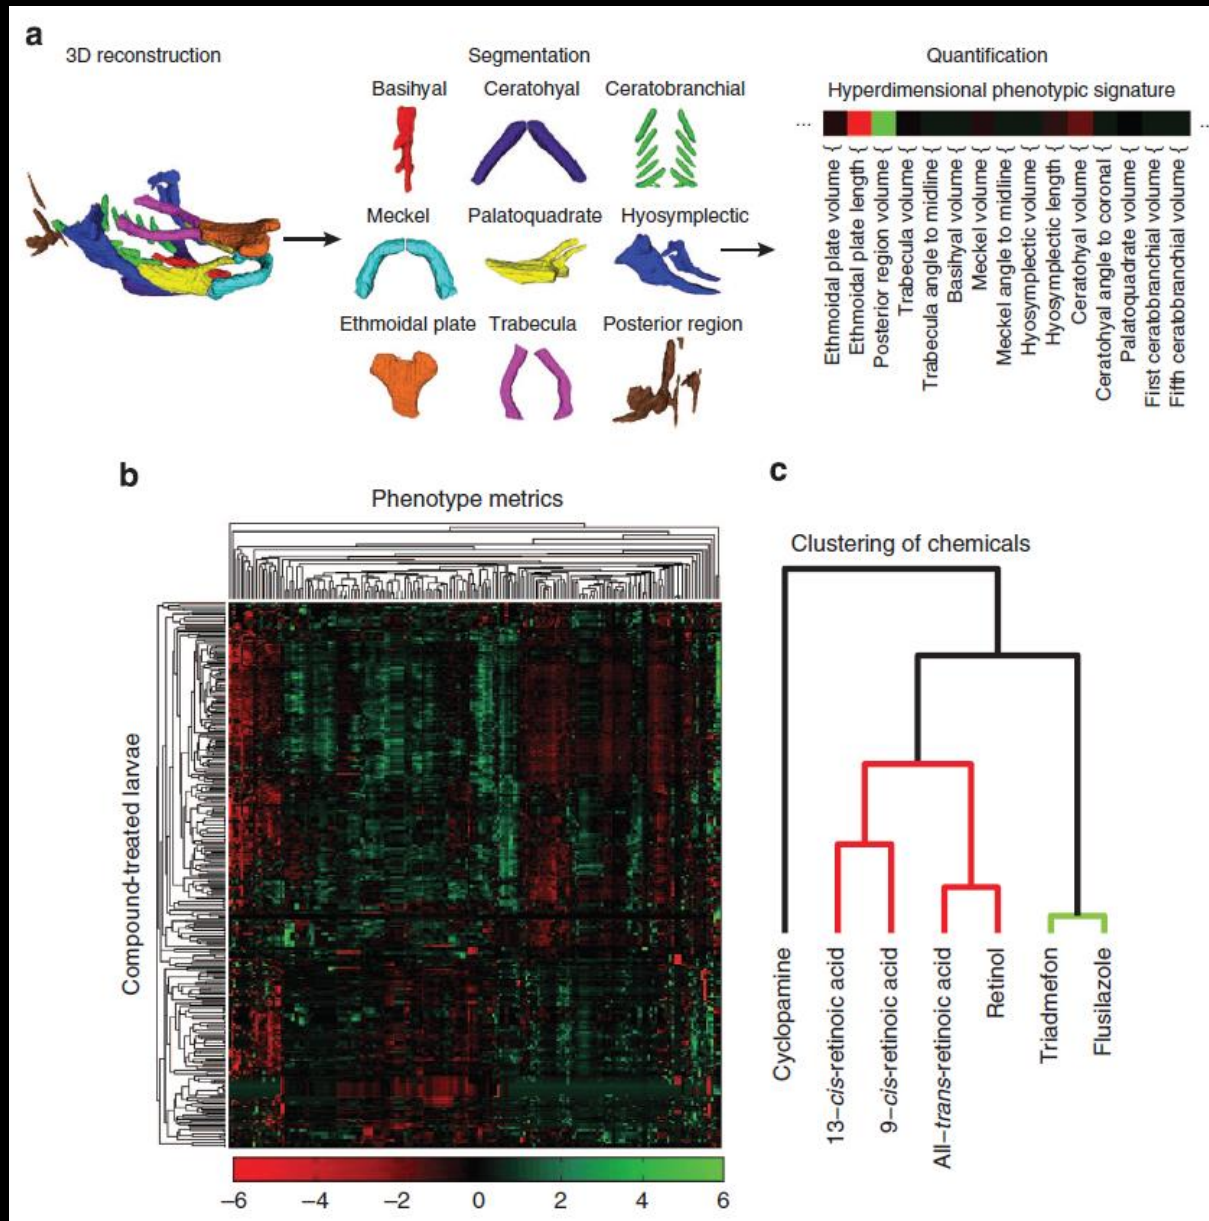 a
3D reconstruction
Segmentation
Quantification
Basihyal
Ceratohyal
Ceratobranchial
Meckel
Palatoquadrate
Hyosymplectic
Ethmoidal plate
Trabecula
Posterior region
Hyperdimensional phenotypic signature
...
...
Ethmoidal plate volume {
Ethmoidal plate length {
Posterior region volume {
Trabecula volume {
Trabecula angle to midline {
Basihyal volume {
Meckel volume {
Meckel angle to midline {
Hyosymplectic volume {
Hyosymplectic length {
Ceratohyal volume {
Ceratohyal angle to coronal {
Palatoquadrate volume {
First ceratobranchial volume {
Fifth ceratobranchial volume {
b
Phenotype metrics
Compound-treated larvae
–6 –4 –2 0 2 4 6
c
Clustering of chemicals
Cyclopamine
13–cis-retinoic acid
9–cis-retinoic acid
All–trans-retinoic acid
Retinol
Triadmefon
Flusilazole